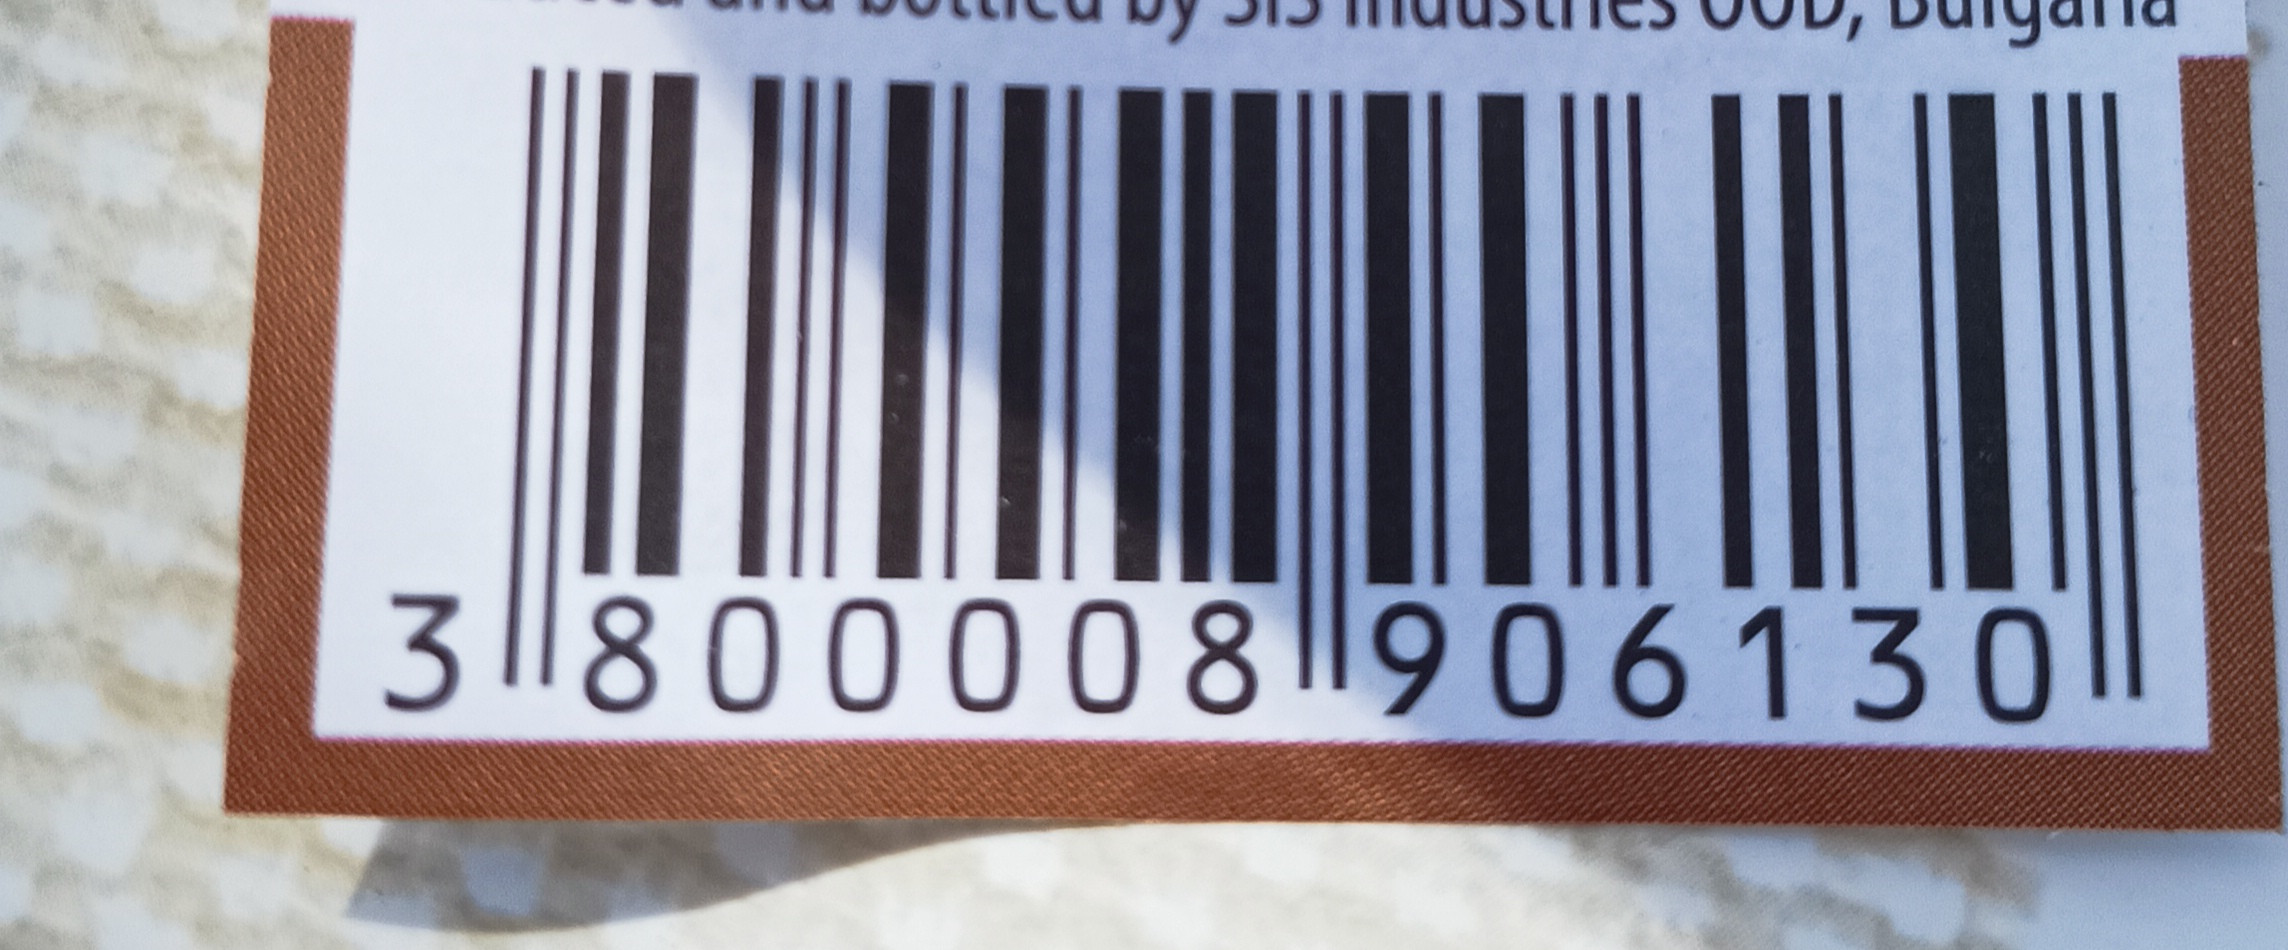 and bottled by SIS Industries OOD, Bulgaria
3 800008 906130